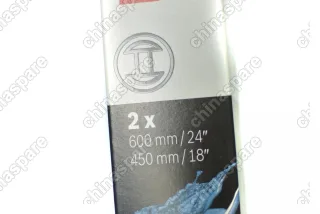 2 x
600 mm / 24"
450 mm / 18"
chinaspare